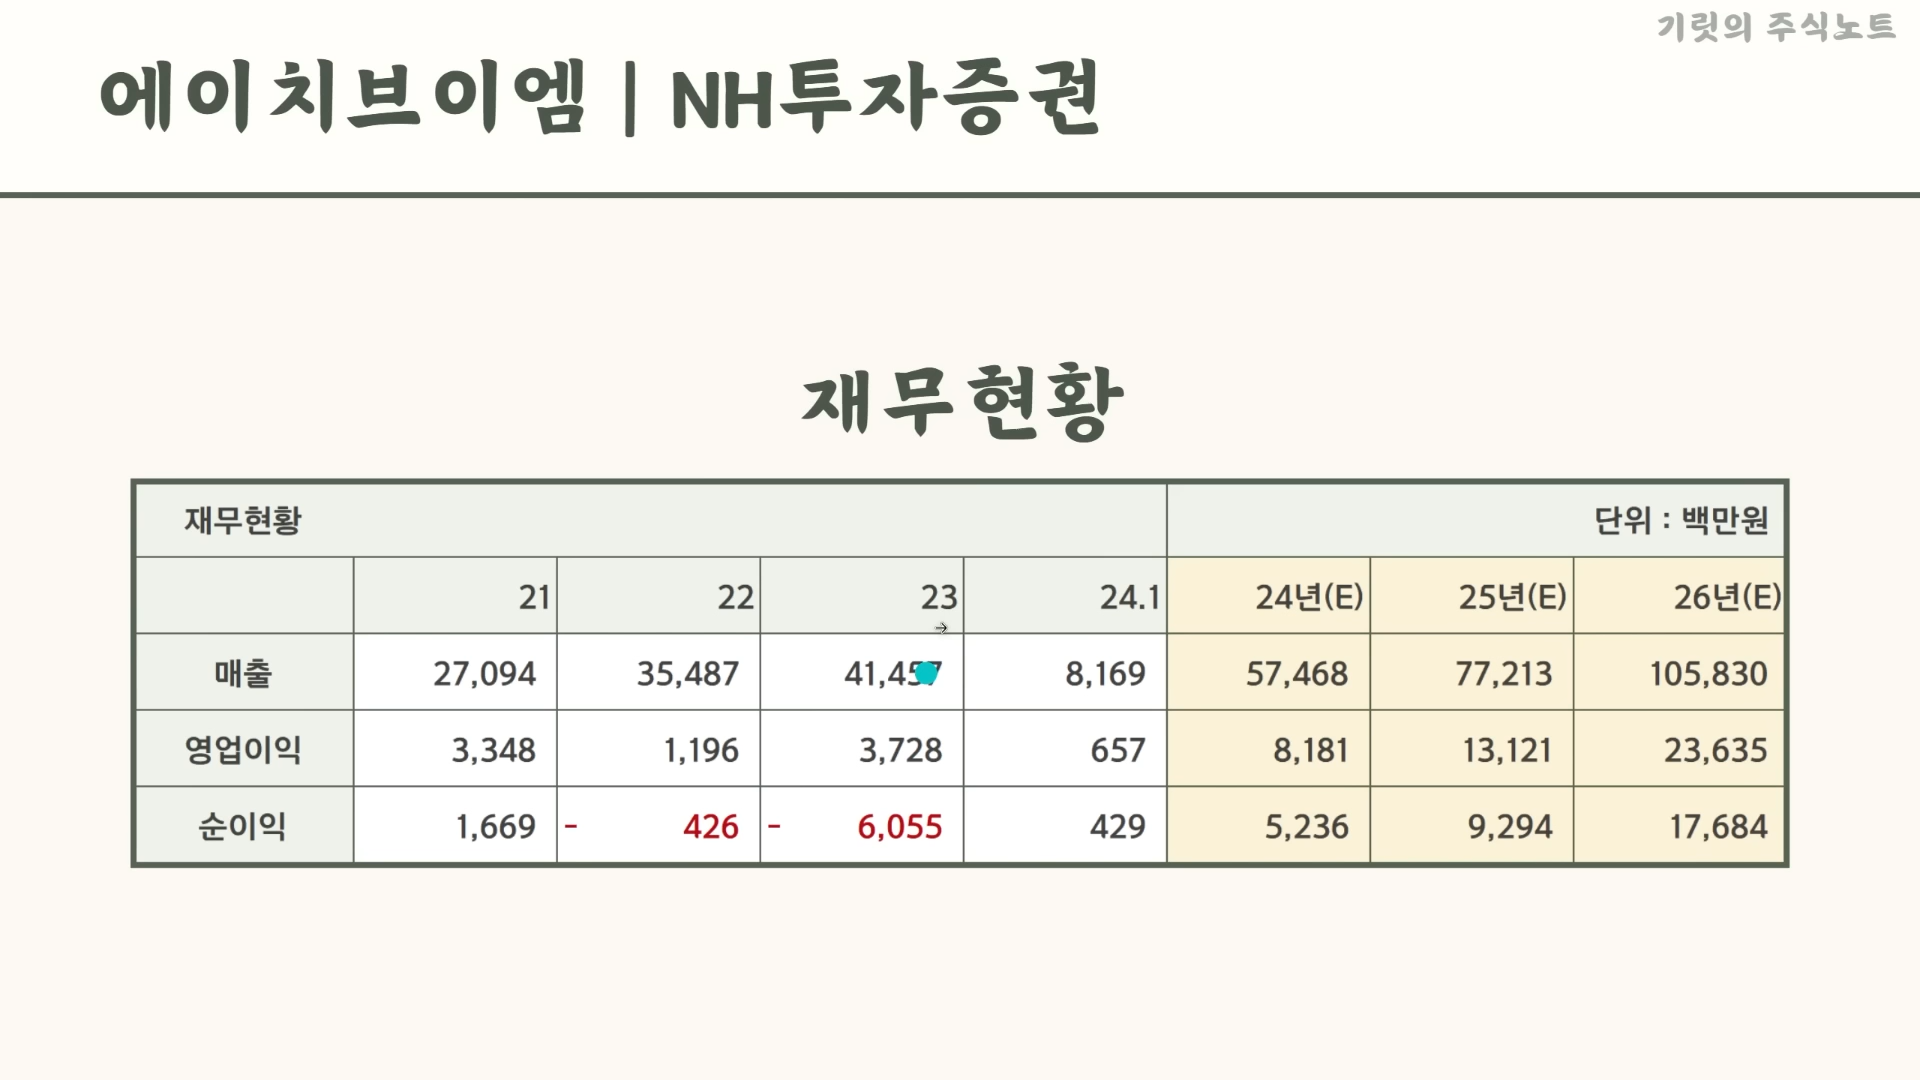 기릿의 주식노트
에이치브이엠 | NH투자증권
재무현황
재무현황 단위 : 백만원
21 22 23 24.1 24년(E) 25년(E) 26년(E)
매출 27,094 35,487 41,457 8,169 57,468 77,213 105,830
영업이익 3,348 1,196 3,728 657 8,181 13,121 23,635
순이익 1,669 - 426 - 6,055 429 5,236 9,294 17,684